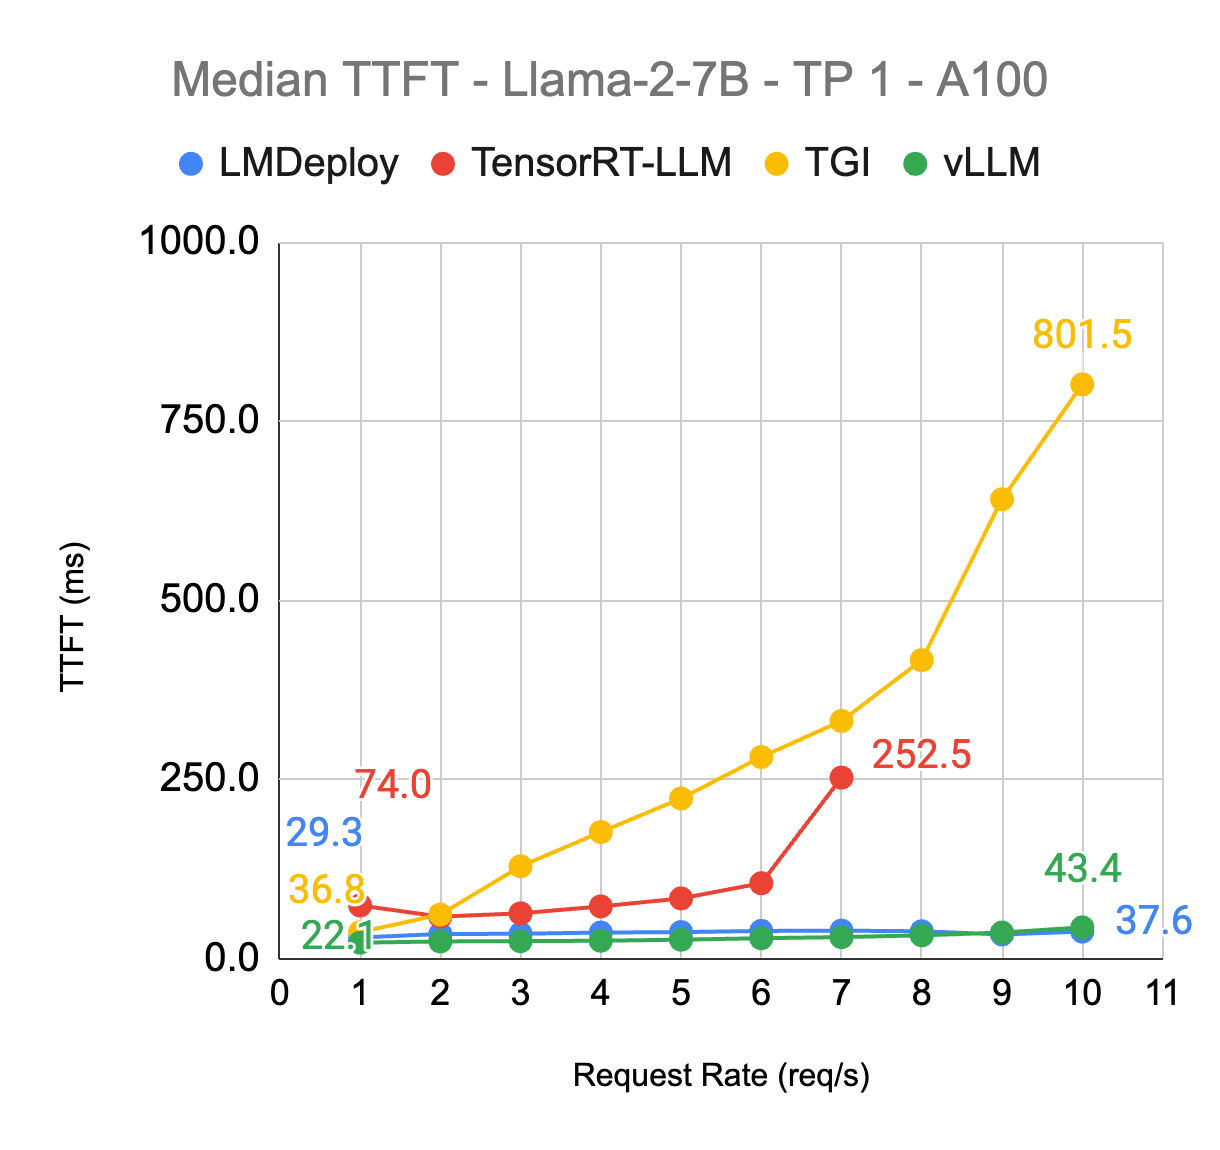 Median TTFT - Llama-2-7B - TP 1 - A100
LMDeploy TensorRT-LLM TGI vLLM
1000.0
801.5
750.0
TTFT (ms)
500.0
252.5
250.0
74.0
29.3
43.4
36.8
37.6
22.1
0.0
0 1 2 3 4 5 6 7 8 9 10 11
Request Rate (req/s)